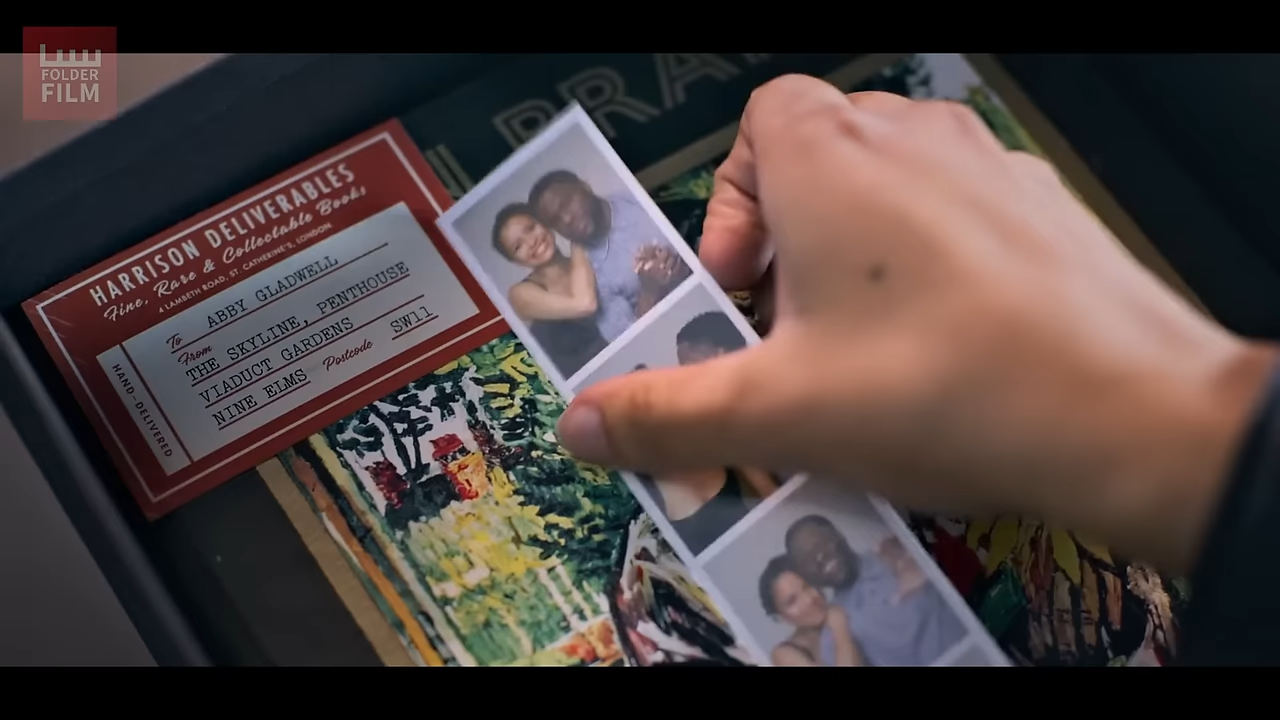 FOLDER
FILM
HARRISON DELIVERABLES
Fine, Rare & Collectable Books
4 LAMBETH ROAD, ST. CATHERINE'S, LONDON
To ABBY GLADWELL
From
THE SKYLINE, PENTHOUSE
VIADUCT GARDENS
NINE ELMS Postcode SW11
HAND-DELIVERED